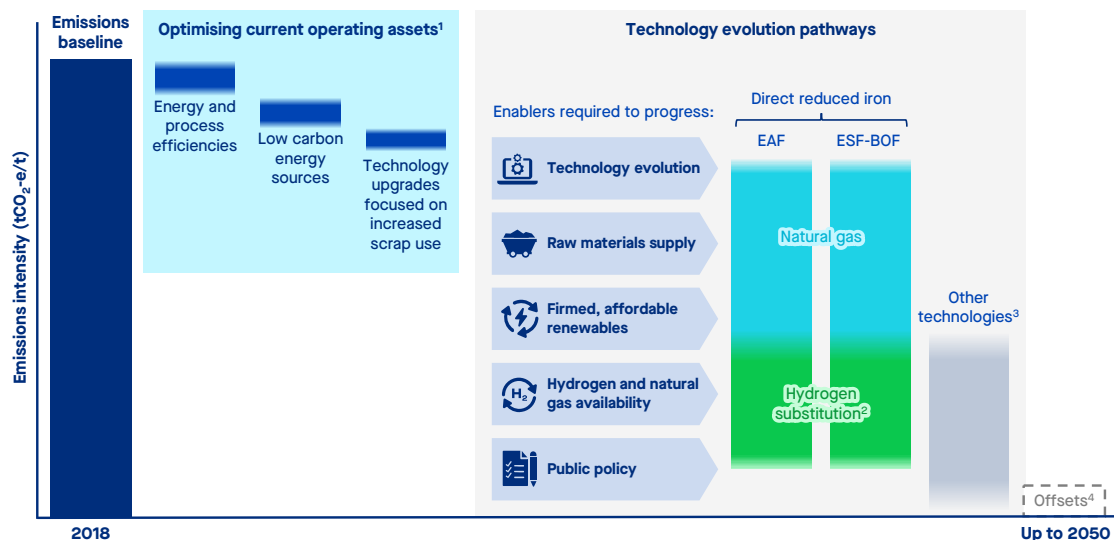 Emissions
baseline
Optimising current operating assets¹
Technology evolution pathways
Emissions intensity (tCO₂-e/t)
Energy and
process
efficiencies
Low carbon
energy
sources
Technology
upgrades
focused on
increased
scrap use
Enablers required to progress:
Technology evolution
Raw materials supply
Firmed, affordable
renewables
H₂
Hydrogen and natural
gas availability
Public policy
Direct reduced iron
EAF
ESF-BOF
Natural gas
Hydrogen
substitution²
Other
technologies³
Offsets⁴
2018
Up to 2050